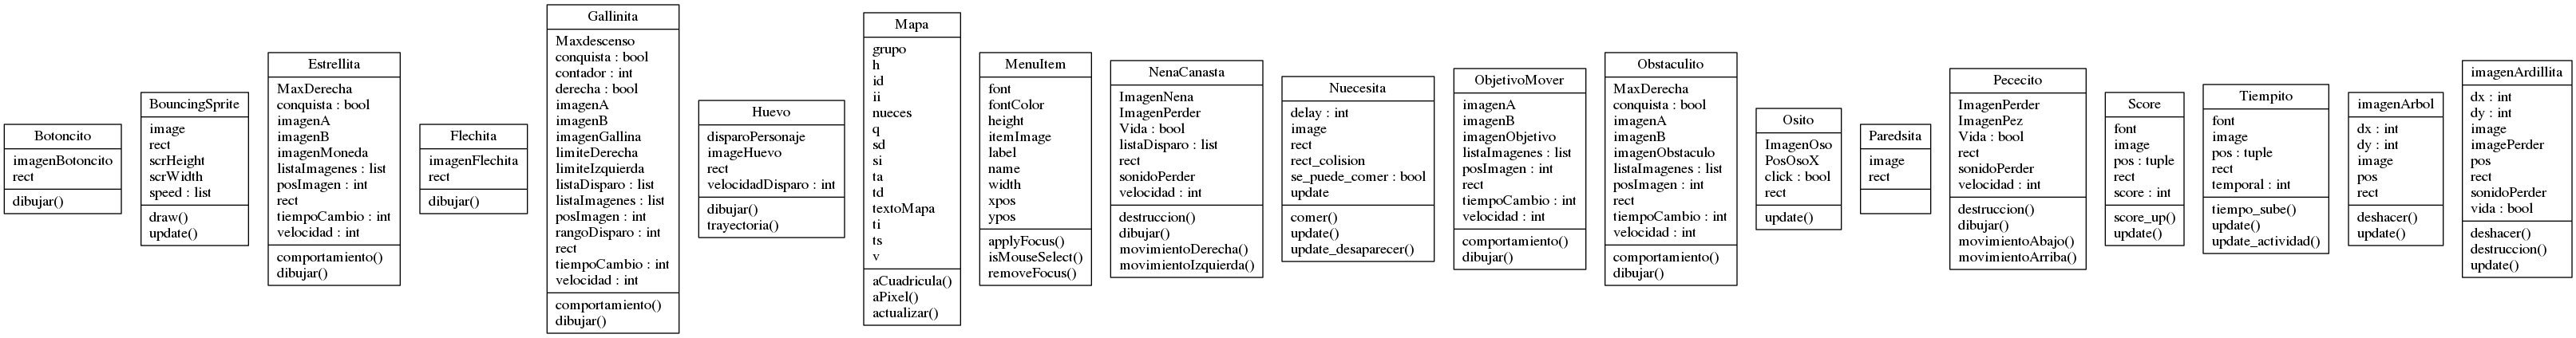 Botoncito
imagenBotoncito
rect
dibujar()
BouncingSprite
image
rect
scrHeight
scrWidth
speed : list
draw()
update()
Estrellita
MaxDerecha
conquista : bool
imagenA
imagenB
imagenMoneda
listaImagenes : list
posImagen : int
rect
tiempoCambio : int
velocidad : int
comportamiento()
dibujar()
Flechita
imagenFlechita
rect
dibujar()
Gallinita
Maxdescenso
conquista : bool
contador : int
derecha : bool
imagenA
imagenB
imagenGallina
limiteDerecha
limiteIzquierda
listaDisparo : list
listaImagenes : list
posImagen : int
rangoDisparo : int
rect
tiempoCambio : int
velocidad : int
comportamiento()
dibujar()
Huevo
disparoPersonaje
imageHuevo
rect
velocidadDisparo : int
dibujar()
trayectoria()
Mapa
grupo
h
id
ii
nueces
q
sd
si
ta
td
textoMapa
ti
ts
v
aCuadricula()
aPixel()
actualizar()
MenuItem
font
fontColor
height
itemImage
label
name
width
xpos
ypos
applyFocus()
isMouseSelect()
removeFocus()
NenaCanasta
ImagenNena
ImagenPerder
Vida : bool
listaDisparo : list
rect
sonidoPerder
velocidad : int
destruccion()
dibujar()
movimientoDerecha()
movimientoIzquierda()
Nuecesita
delay : int
image
rect
rect_colision
se_puede_comer : bool
update
comer()
update()
update_desaparecer()
ObjetivoMover
imagenA
imagenB
imagenObjetivo
listaImagenes : list
posImagen : int
rect
tiempoCambio : int
velocidad : int
comportamiento()
dibujar()
Obstaculito
MaxDerecha
conquista : bool
imagenA
imagenB
imagenObstaculo
listaImagenes : list
posImagen : int
rect
tiempoCambio : int
velocidad : int
comportamiento()
dibujar()
Osito
ImagenOso
PosOsoX
click : bool
rect
update()
Paredsita
image
rect
Pececito
ImagenPerder
ImagenPez
Vida : bool
rect
sonidoPerder
velocidad : int
destruccion()
dibujar()
movimientoAbajo()
movimientoArriba()
Score
font
image
pos : tuple
rect
score : int
score_up()
update()
Tiempito
font
image
pos : tuple
rect
temporal : int
tiempo_sube()
update()
update_actividad()
imagenArbol
dx : int
dy : int
image
pos
rect
deshacer()
update()
imagenArdillita
dx : int
dy : int
image
imagePerder
pos
rect
sonidoPerder
vida : bool
deshacer()
destruccion()
update()